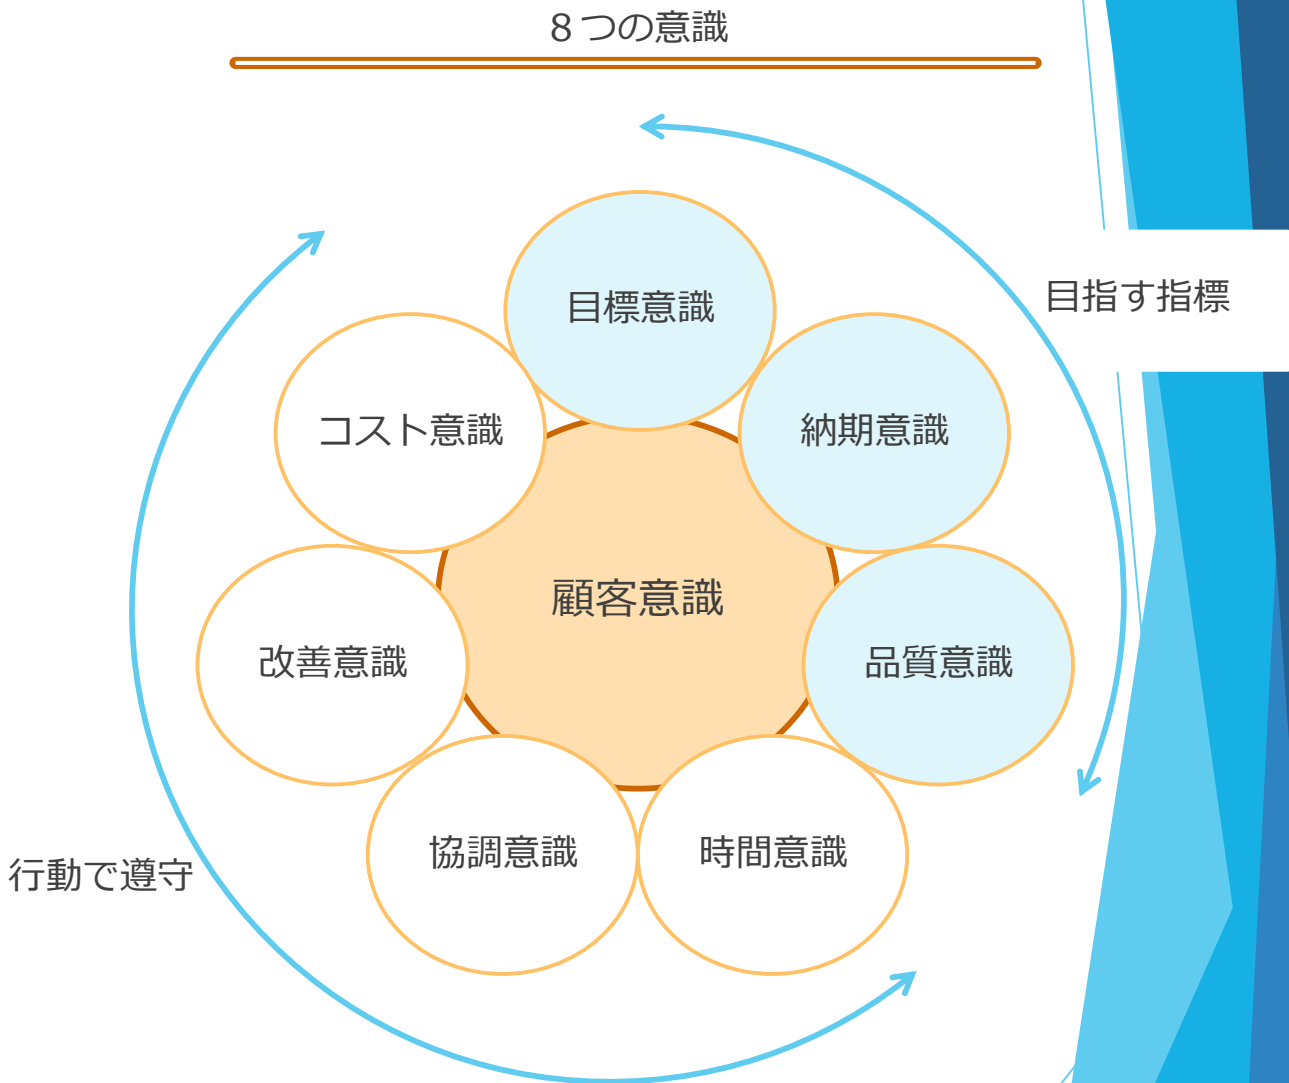 ８つの意識
目標意識
目指す指標
コスト意識
納期意識
顧客意識
改善意識
品質意識
協調意識
時間意識
行動で遵守